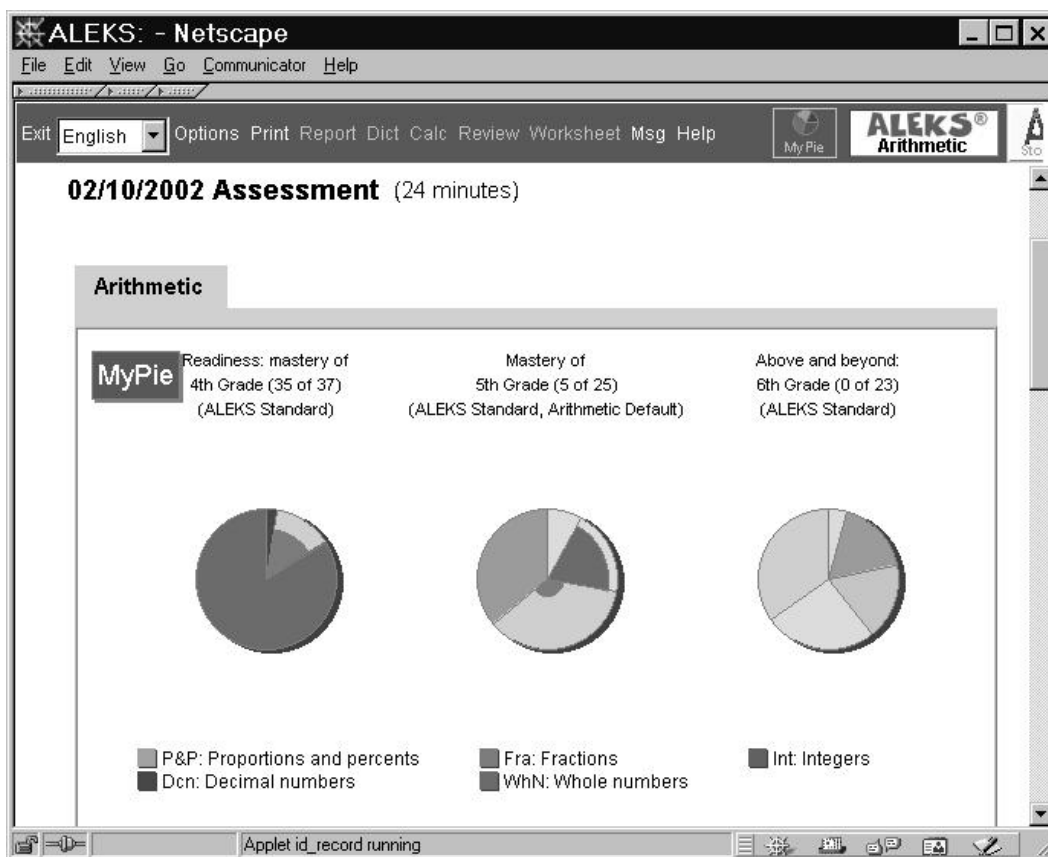 ALEKS: - Netscape
File Edit View Go Communicator Help
Exit English Options Print Report Dict Calc Review Worksheet Msg Help MyPie ALEKS® Arithmetic Sto
02/10/2002 Assessment (24 minutes)
Arithmetic
MyPie
Readiness: mastery of
4th Grade (35 of 37)
(ALEKS Standard)
Mastery of
5th Grade (5 of 25)
(ALEKS Standard, Arithmetic Default)
Above and beyond:
6th Grade (0 of 23)
(ALEKS Standard)
P&P: Proportions and percents
Dcn: Decimal numbers
Fra: Fractions
WhN: Whole numbers
Int: Integers
Applet id_record running